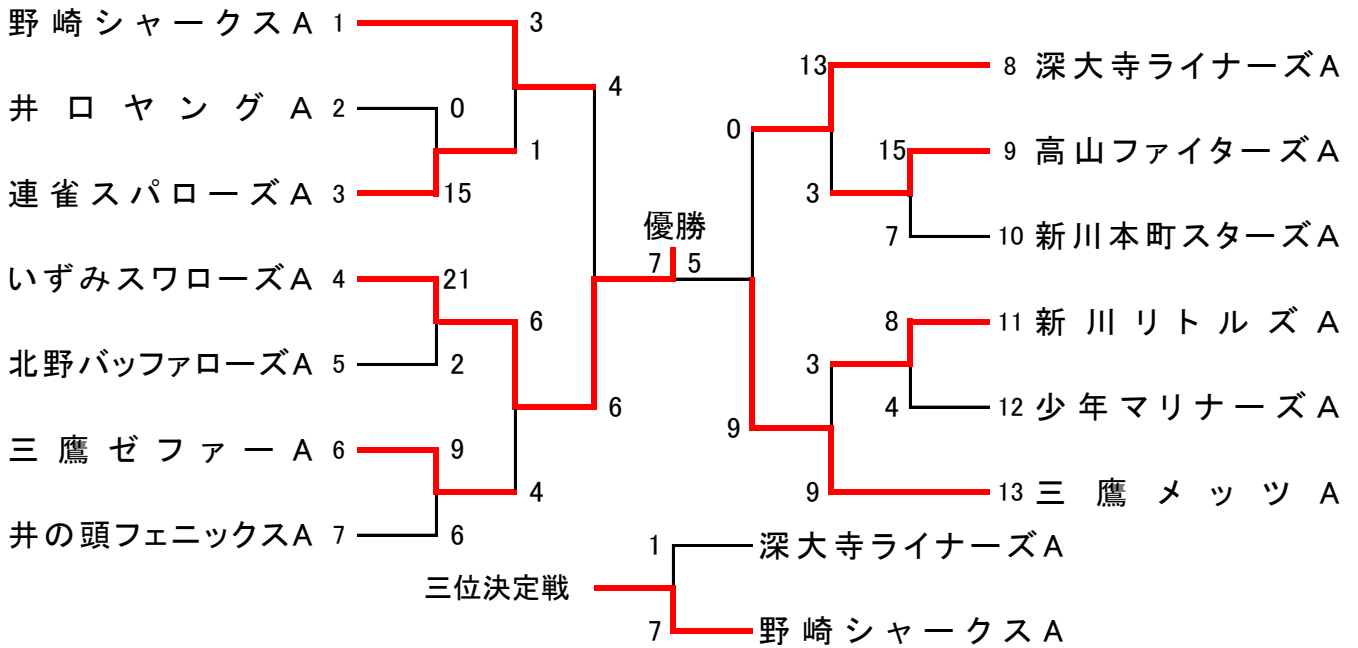 野崎シャークスA 1 3
13 8 深大寺ライナーズA
4
井口ヤングA 2 0
0
1
15 9 高山ファイターズA
連雀スパローズA 3 15
3
優勝
7 10 新川本町スターズA
7 5
いずみスワローズA 4 21
6
8 11 新川リトルズA
北野バッファローズA 5 2
3
6
4 12 少年マリナーズA
9
三鷹ゼファーA 6 9
4
9 13 三鷹メッツA
井の頭フェニックスA 7 6
1 深大寺ライナーズA
三位決定戦
7 野崎シャークスA